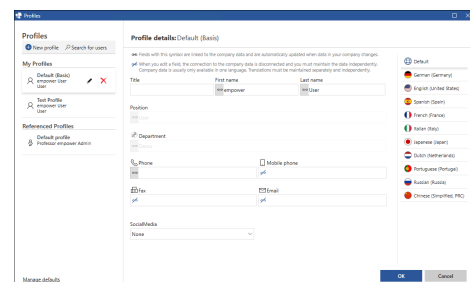 Profiles
Profiles
New profile
Search for users
My Profiles
Default (Basis)
empower User
User
Test Profile
empower User
User
Referenced Profiles
Default profile
Professor empower Admin
Manage defaults
Profile details: Default (Basis)
Fields with this symbol are linked to the company data and are automatically updated when data in your company changes.
When you edit a field, the connection to the company data is disconnected and you must maintain the data independently.
Company data is usually only available in one language. Transitions must be maintained separately and independently.
Title
First name
Last name
empower
User
Position
Department
Phone
Mobile phone
Fax
Email
SocialMedia
None
Default
German (Germany)
English (United States)
Spanish (Spain)
French (France)
Italian (Italy)
Japanese (Japan)
Dutch (Netherlands)
Portuguese (Portugal)
Russian (Russia)
Chinese (Simplified, PRC)
OK
Cancel